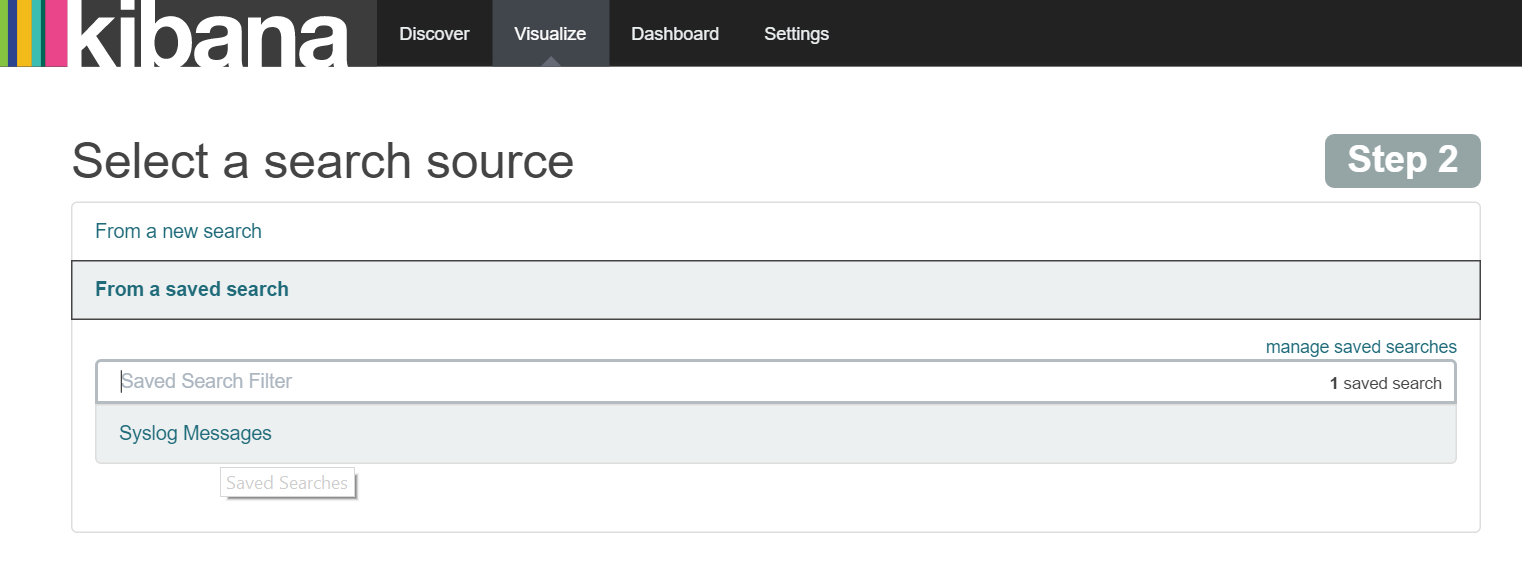 kibana Discover Visualize Dashboard Settings
Select a search source Step 2
From a new search
From a saved search
manage saved searches
Saved Search Filter 1 saved search
Syslog Messages
Saved Searches